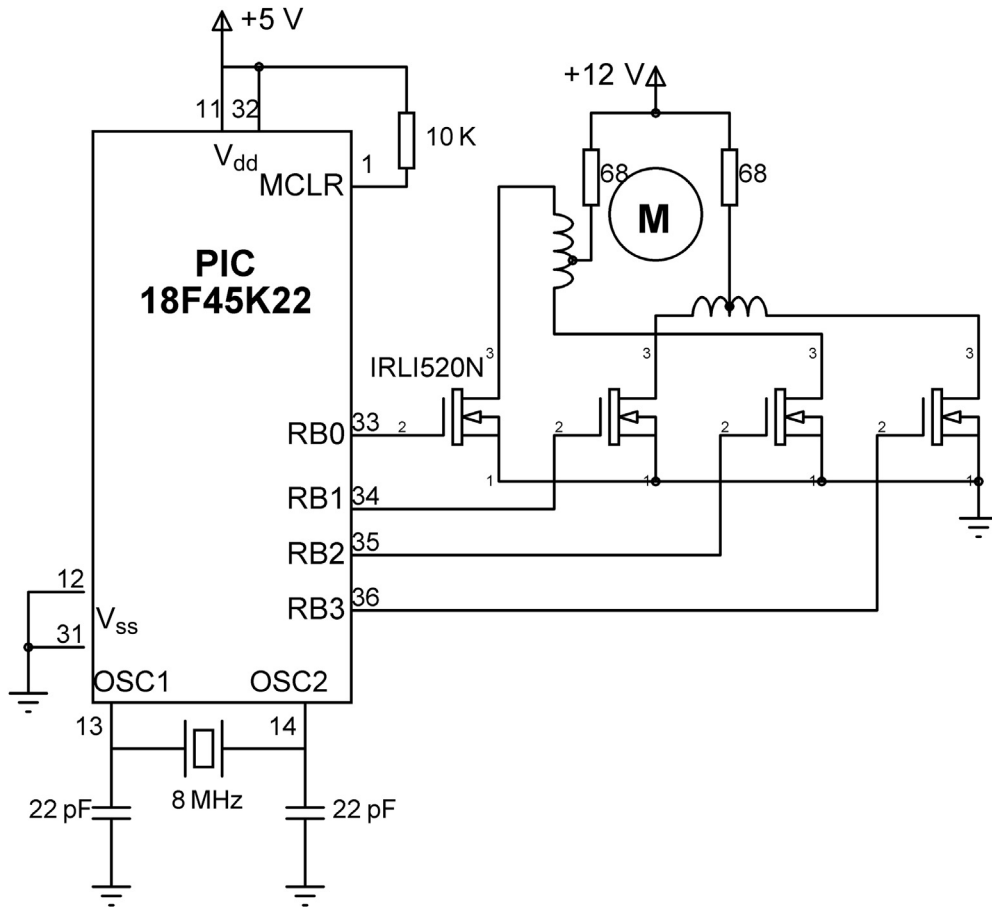 +5 V
+12 V
11
32
10 K
Vdd
1
68
68
MCLR
M
PIC
18F45K22
3
3
3
3
IRLI520N
RB0
33
2
2
2
2
1
1
1
1
RB1
34
RB2
35
12
RB3
36
Vss
31
OSC1
OSC2
13
14
8 MHz
22 pF
22 pF